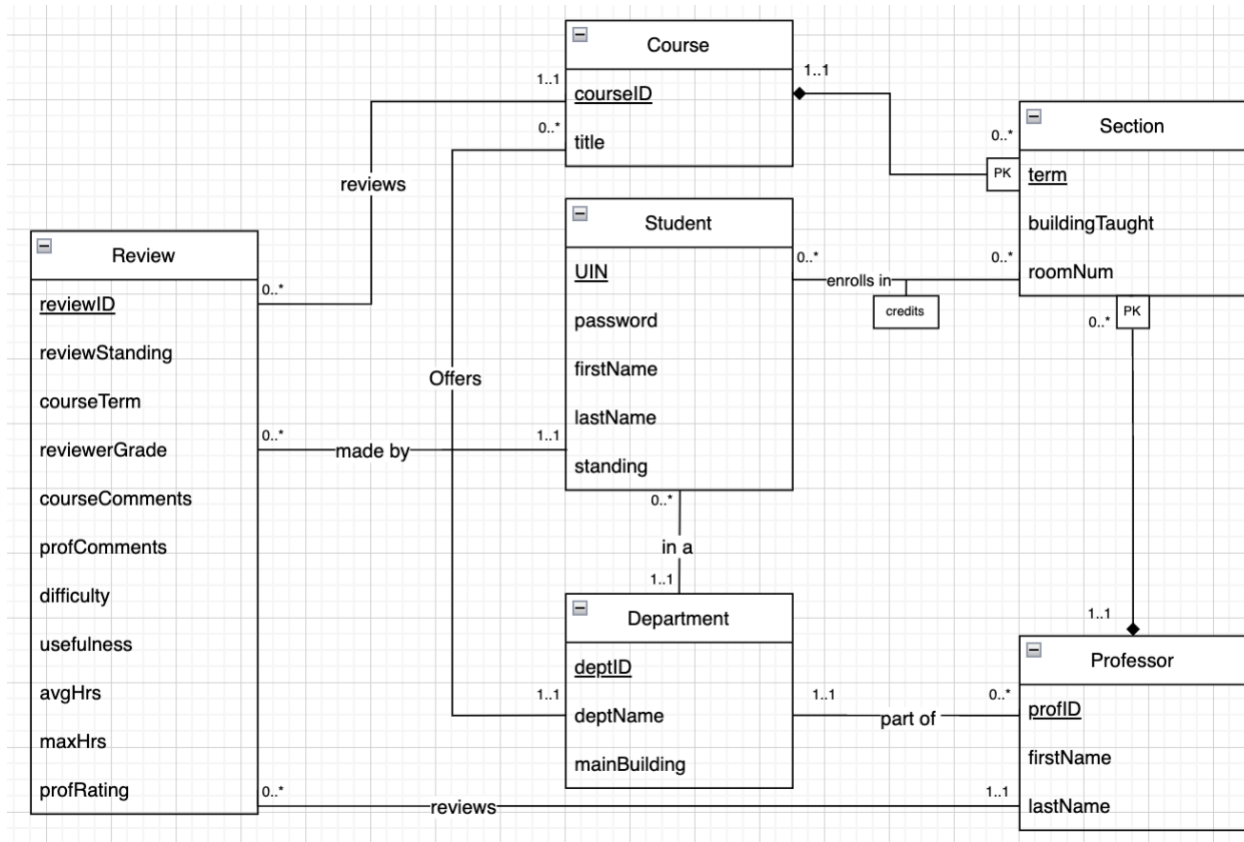 Course
courseID
title
1..1
0..*
1..1
0..*
Section
PK
term
buildingTaught
roomNum
reviews
Student
UIN
password
firstName
lastName
standing
0..*
enrolls in
0..*
credits
PK
0..*
Review
reviewID
reviewStanding
courseTerm
reviewerGrade
courseComments
profComments
difficulty
usefulness
avgHrs
maxHrs
profRating
0..*
Offers
0..*
made by
1..1
0..*
in a
1..1
Department
deptID
deptName
mainBuilding
1..1
1..1
part of
0..*
1..1
Professor
profID
firstName
lastName
0..*
reviews
1..1